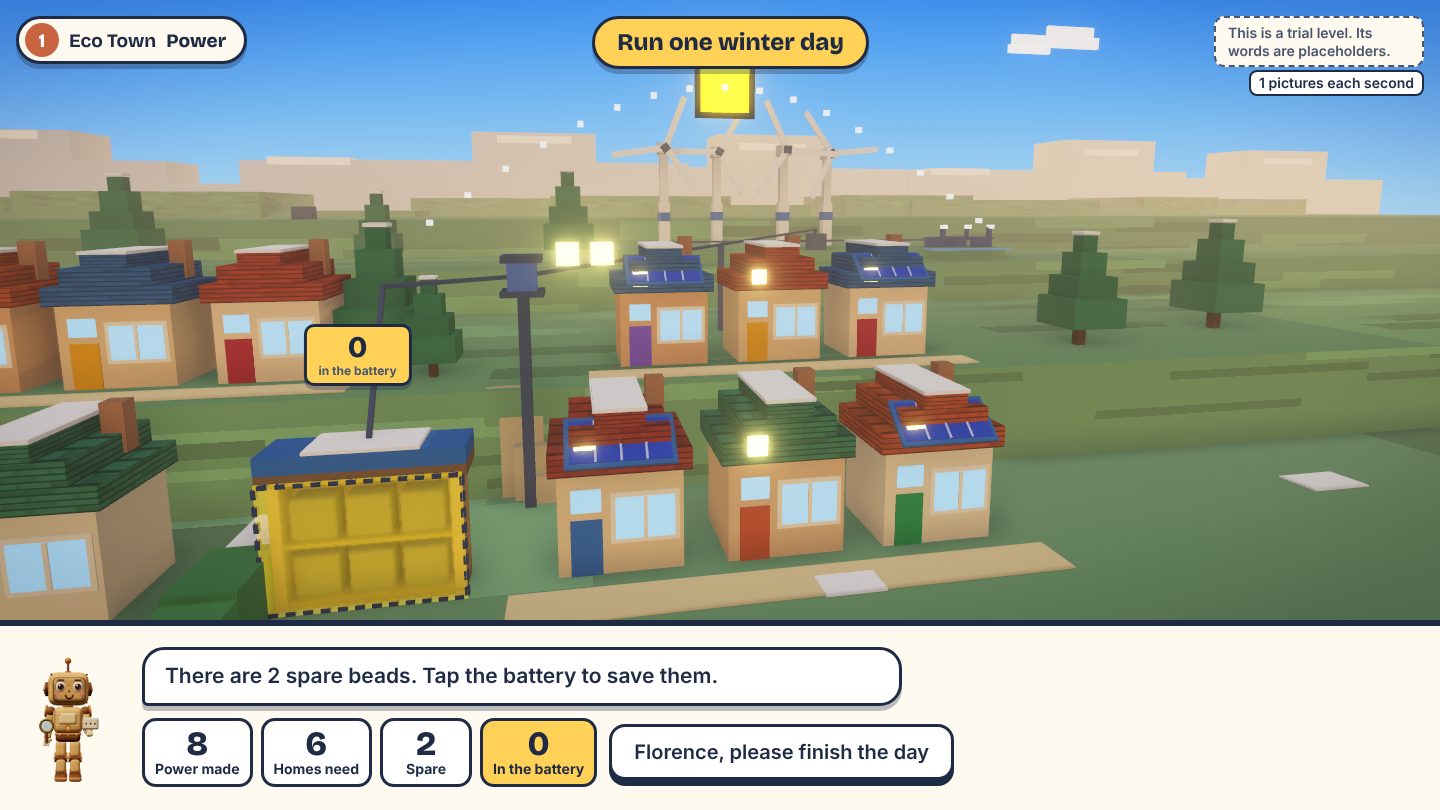 1 Eco Town Power
Run one winter day
This is a trial level. Its
words are placeholders.
1 pictures each second
0
in the battery
There are 2 spare beads. Tap the battery to save them.
8
Power made
6
Homes need
2
Spare
0
In the battery
Florence, please finish the day